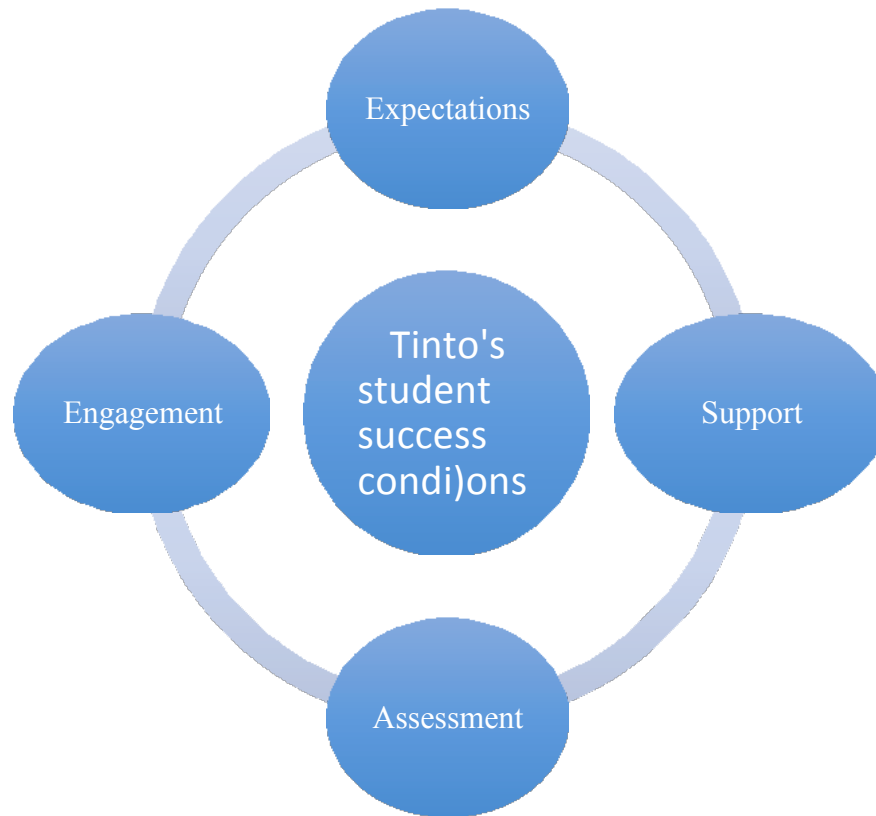 Expectations
Engagement
Tinto's
student
success
condi)ons
Support
Assessment